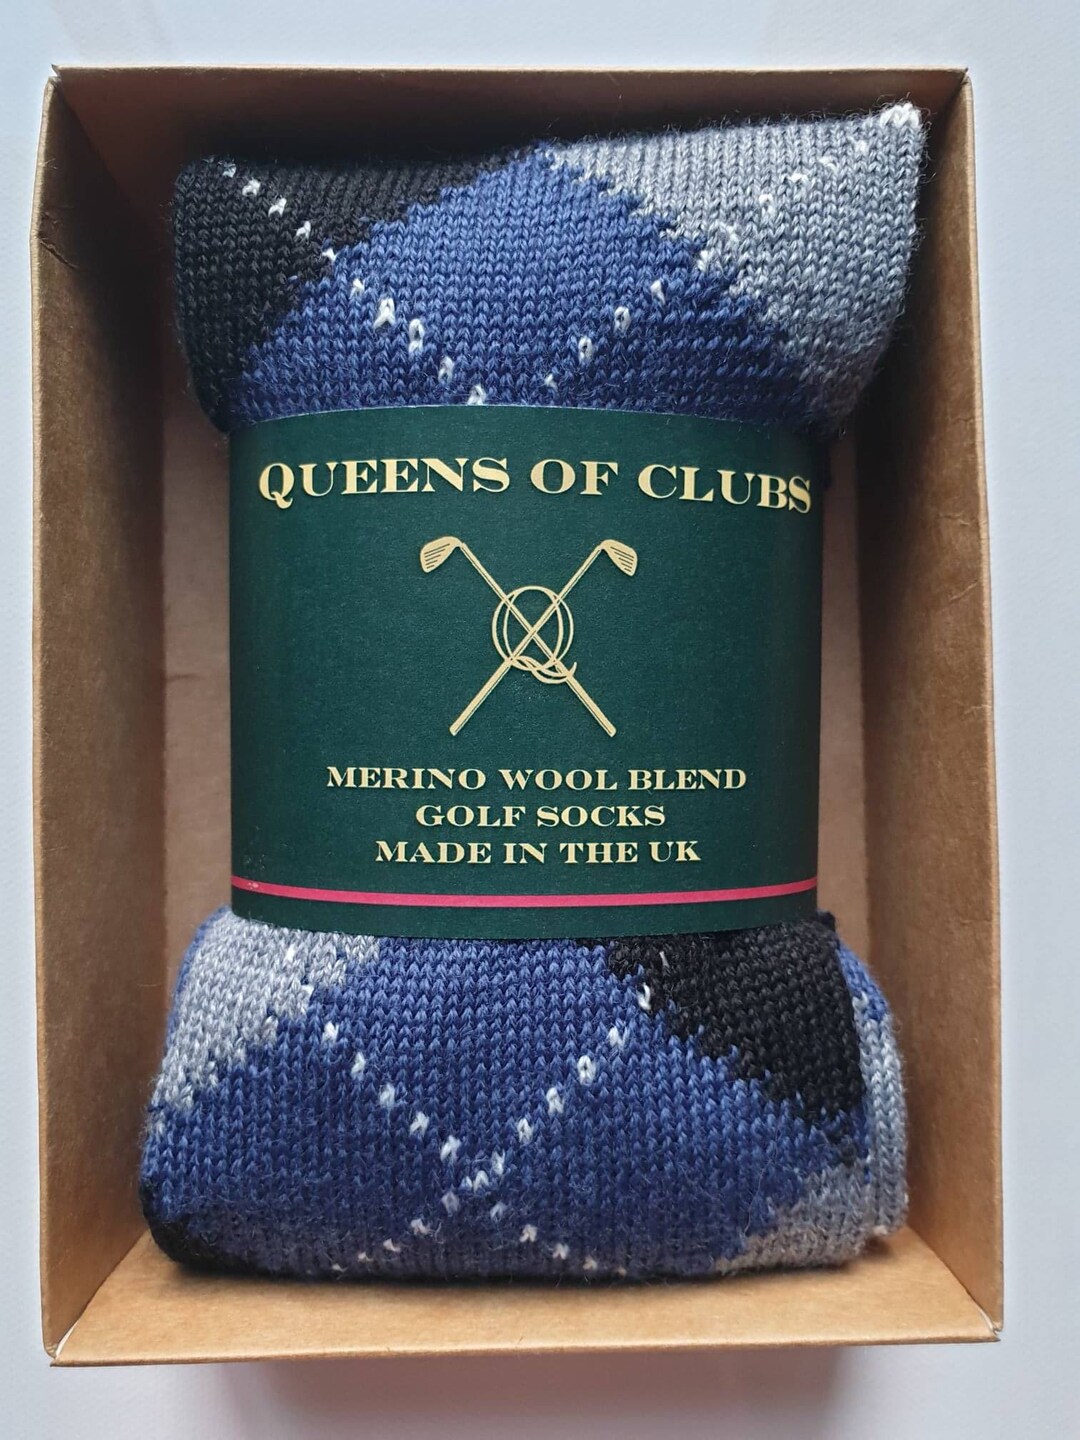 QUEENS OF CLUBS
Q
MERINO WOOL BLEND
GOLF SOCKS
MADE IN THE UK